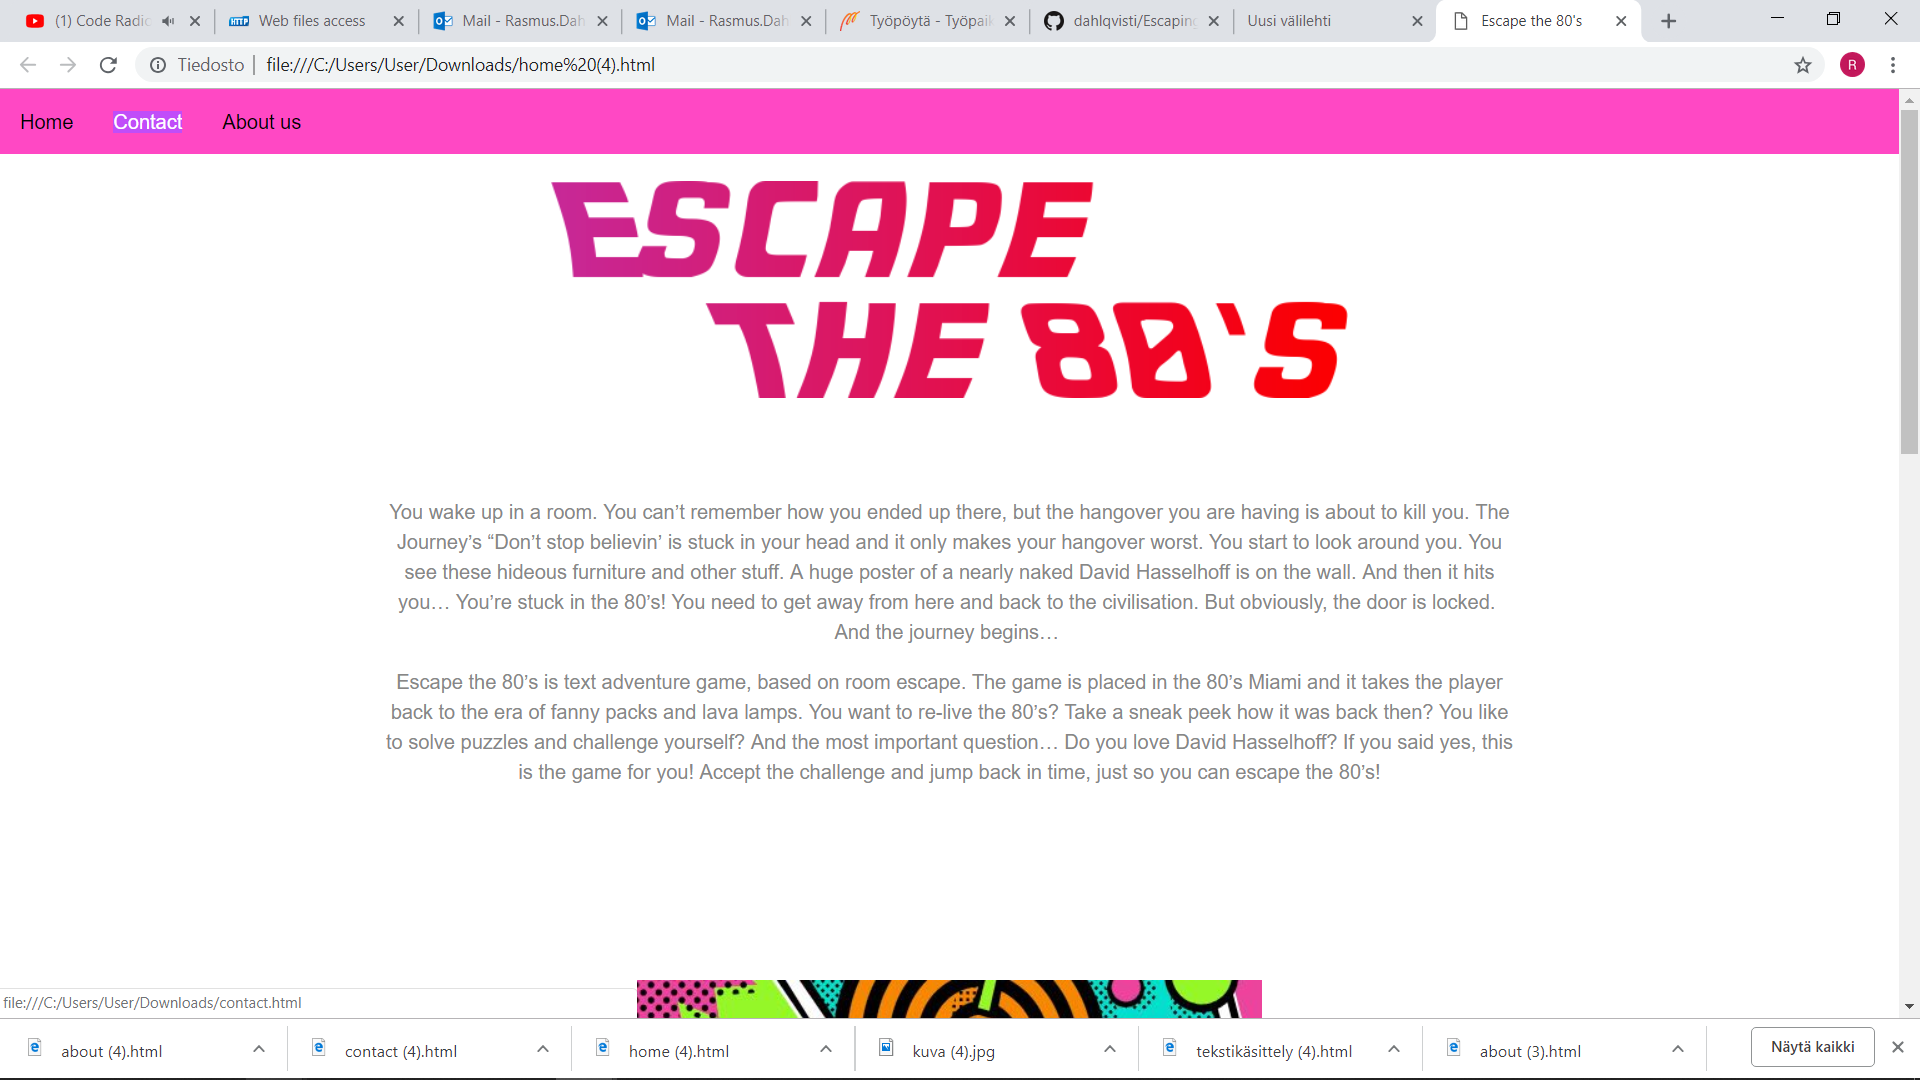 (1) Code Radio
Web files access
Mail - Rasmus.Dah
Mail - Rasmus.Dah
Työpöytä - Työpaik
dahlqvisti/Escaping
Uusi välilehti
Escape the 80's
Tiedosto
file:///C:/Users/User/Downloads/home%20(4).html
R
Home
Contact
About us
ESCAPE
THE 80'S
You wake up in a room. You can’t remember how you ended up there, but the hangover you are having is about to kill you. The
Journey’s “Don’t stop believin’ is stuck in your head and it only makes your hangover worst. You start to look around you. You
see these hideous furniture and other stuff. A huge poster of a nearly naked David Hasselhoff is on the wall. And then it hits
you… You’re stuck in the 80’s! You need to get away from here and back to the civilisation. But obviously, the door is locked.
And the journey begins…
Escape the 80’s is text adventure game, based on room escape. The game is placed in the 80’s Miami and it takes the player
back to the era of fanny packs and lava lamps. You want to re-live the 80’s? Take a sneak peek how it was back then? You like
to solve puzzles and challenge yourself? And the most important question… Do you love David Hasselhoff? If you said yes, this
is the game for you! Accept the challenge and jump back in time, just so you can escape the 80’s!
file:///C:/Users/User/Downloads/contact.html
about (4).html
contact (4).html
home (4).html
kuva (4).jpg
tekstikäsittely (4).html
about (3).html
Näytä kaikki